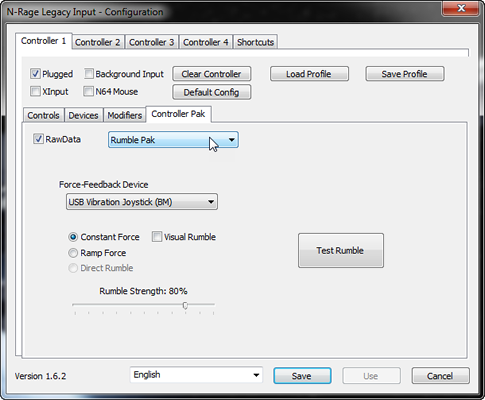 N-Rage Legacy Input - Configuration
Controller 1 Controller 2 Controller 3 Controller 4 Shortcuts
Plugged Background Input Clear Controller Load Profile Save Profile
XInput N64 Mouse Default Config
Controls Devices Modifiers Controller Pak
RawData Rumble Pak
Force-Feedback Device
USB Vibration Joystick (BM)
Constant Force Visual Rumble
Ramp Force Test Rumble
Direct Rumble
Rumble Strength: 80%
Version 1.6.2 English Save Use Cancel